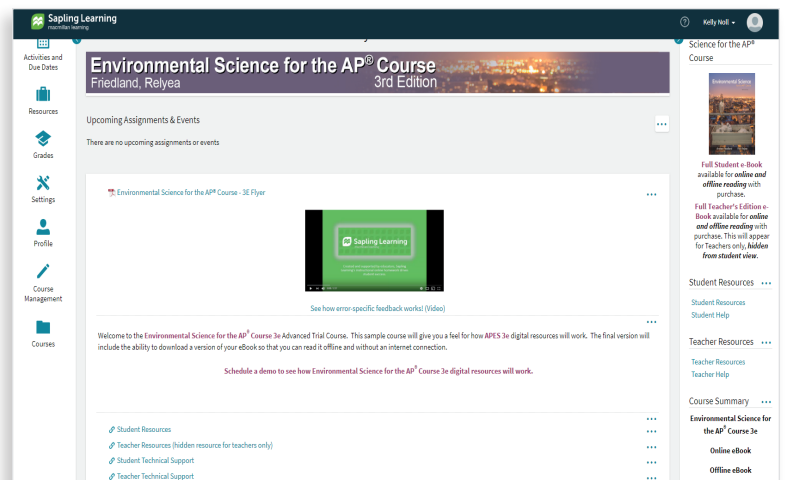 Sapling Learning
macmillan learning
Kelly Noll
Activities and
Due Dates
Resources
Grades
Settings
Profile
Course
Management
Courses
Environmental Science for the AP® Course
Friedland, Relyea 3rd Edition
Upcoming Assignments & Events
There are no upcoming assignments or events
Environmental Science for the AP® Course - 3E Flyer
Sapling Learning
See how error-specific feedback works! (Video)
Welcome to the Environmental Science for the AP® Course 3e Advanced Trial Course. This sample course will give you a feel for how APES 3e digital resources will work. The final version will
include the ability to download a version of your eBook so that you can read it offline and without an internet connection.
Schedule a demo to see how Environmental Science for the AP® Course 3e digital resources will work.
Student Resources
Teacher Resources (hidden resource for teachers only)
Student Technical Support
Teacher Technical Support
Science for the AP®
Course
Environmental Science
Full Student e-Book
available for online and
offline reading with
purchase.
Full Teacher's Edition e-
Book available for online
and offline reading with
purchase. This will appear
for Teachers only, hidden
from student view.
Student Resources
Student Resources
Student Help
Teacher Resources
Teacher Resources
Teacher Help
Course Summary
Environmental Science for
the AP® Course 3e
Online eBook
Offline eBook